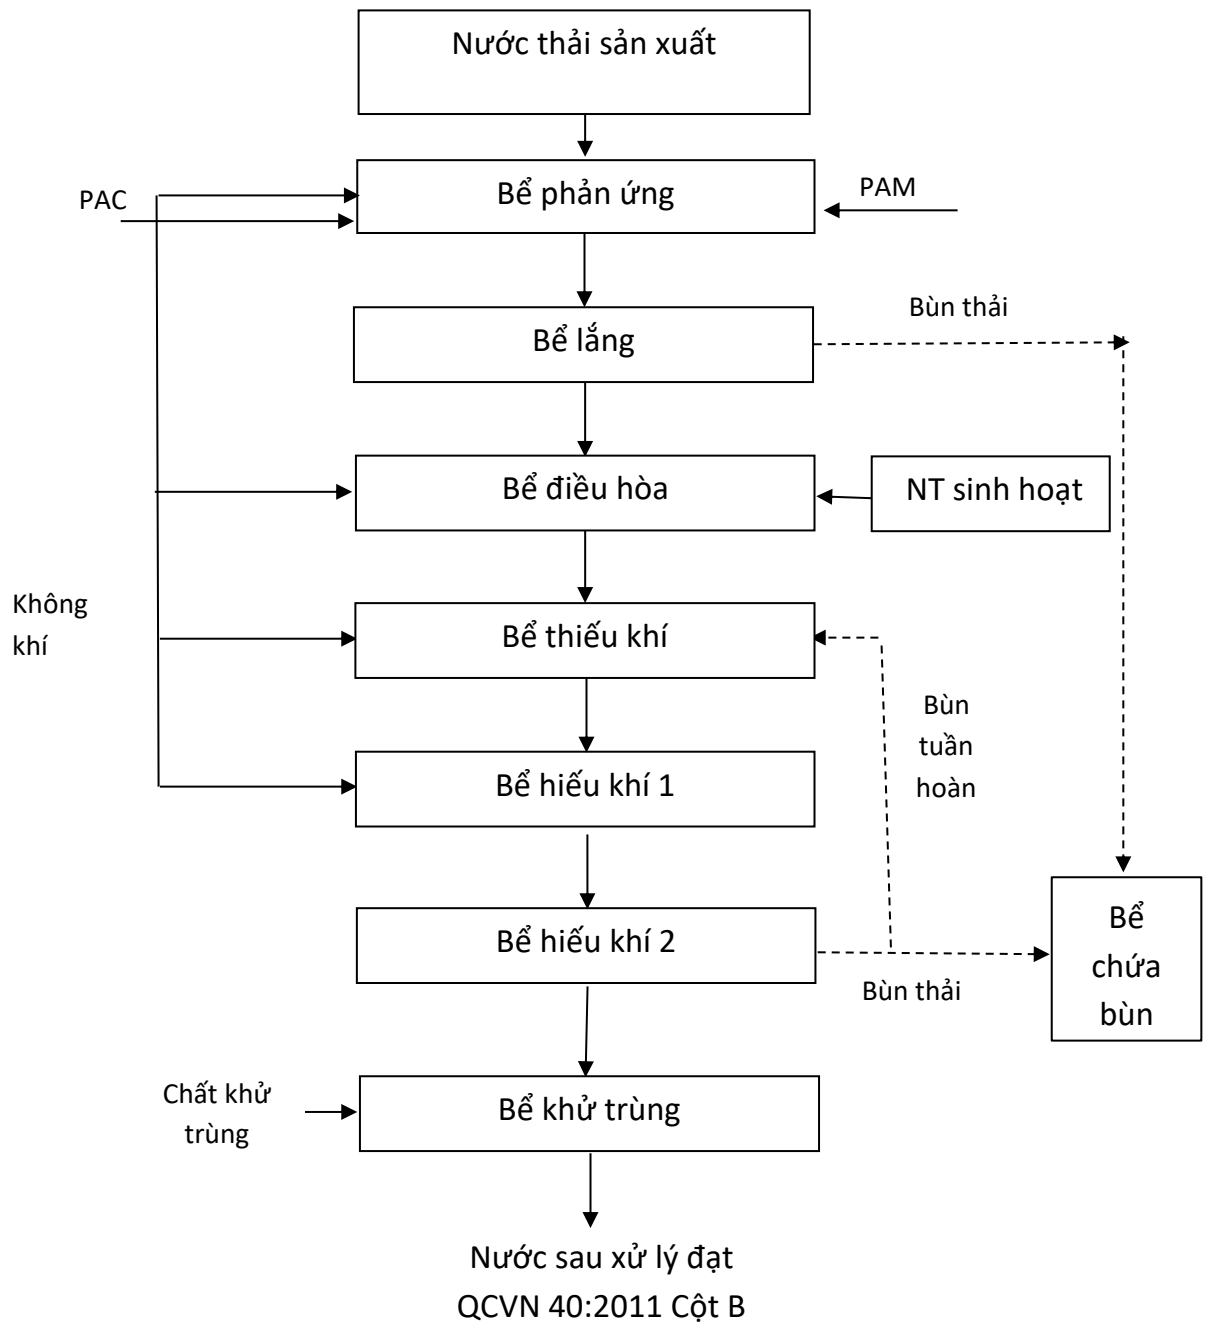 Nước thải sản xuất
PAC
Bể phản ứng
PAM
Bùn thải
Bể lắng
Bể điều hòa
NT sinh hoạt
Không
khí
Bể thiếu khí
Bùn
tuần
hoàn
Bể hiếu khí 1
Bể hiếu khí 2
Bùn thải
Bể
chứa
bùn
Chất khử
trùng
Bể khử trùng
Nước sau xử lý đạt
QCVN 40:2011 Cột B